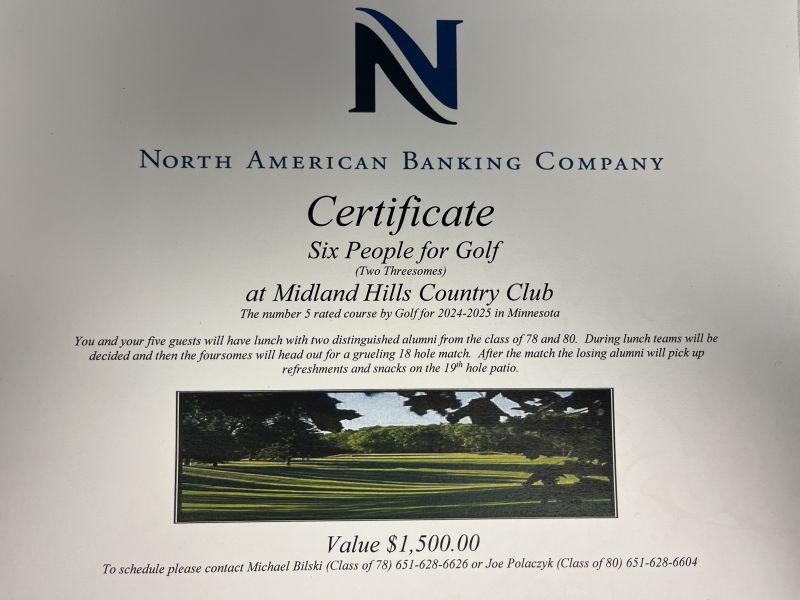 N
NORTH AMERICAN BANKING COMPANY
Certificate
Six People for Golf
(Two Threesomes)
at Midland Hills Country Club
The number 5 rated course by Golf for 2024-2025 in Minnesota
You and your five guests will have lunch with two distinguished alumni from the class of 78 and 80. During lunch teams will be
decided and then the foursomes will head out for a grueling 18 hole match. After the match the losing alumni will pick up
refreshments and snacks on the 19th hole patio.
Value $1,500.00
To schedule please contact Michael Bilski (Class of 78) 651-628-6626 or Joe Polaczyk (Class of 80) 651-628-6604